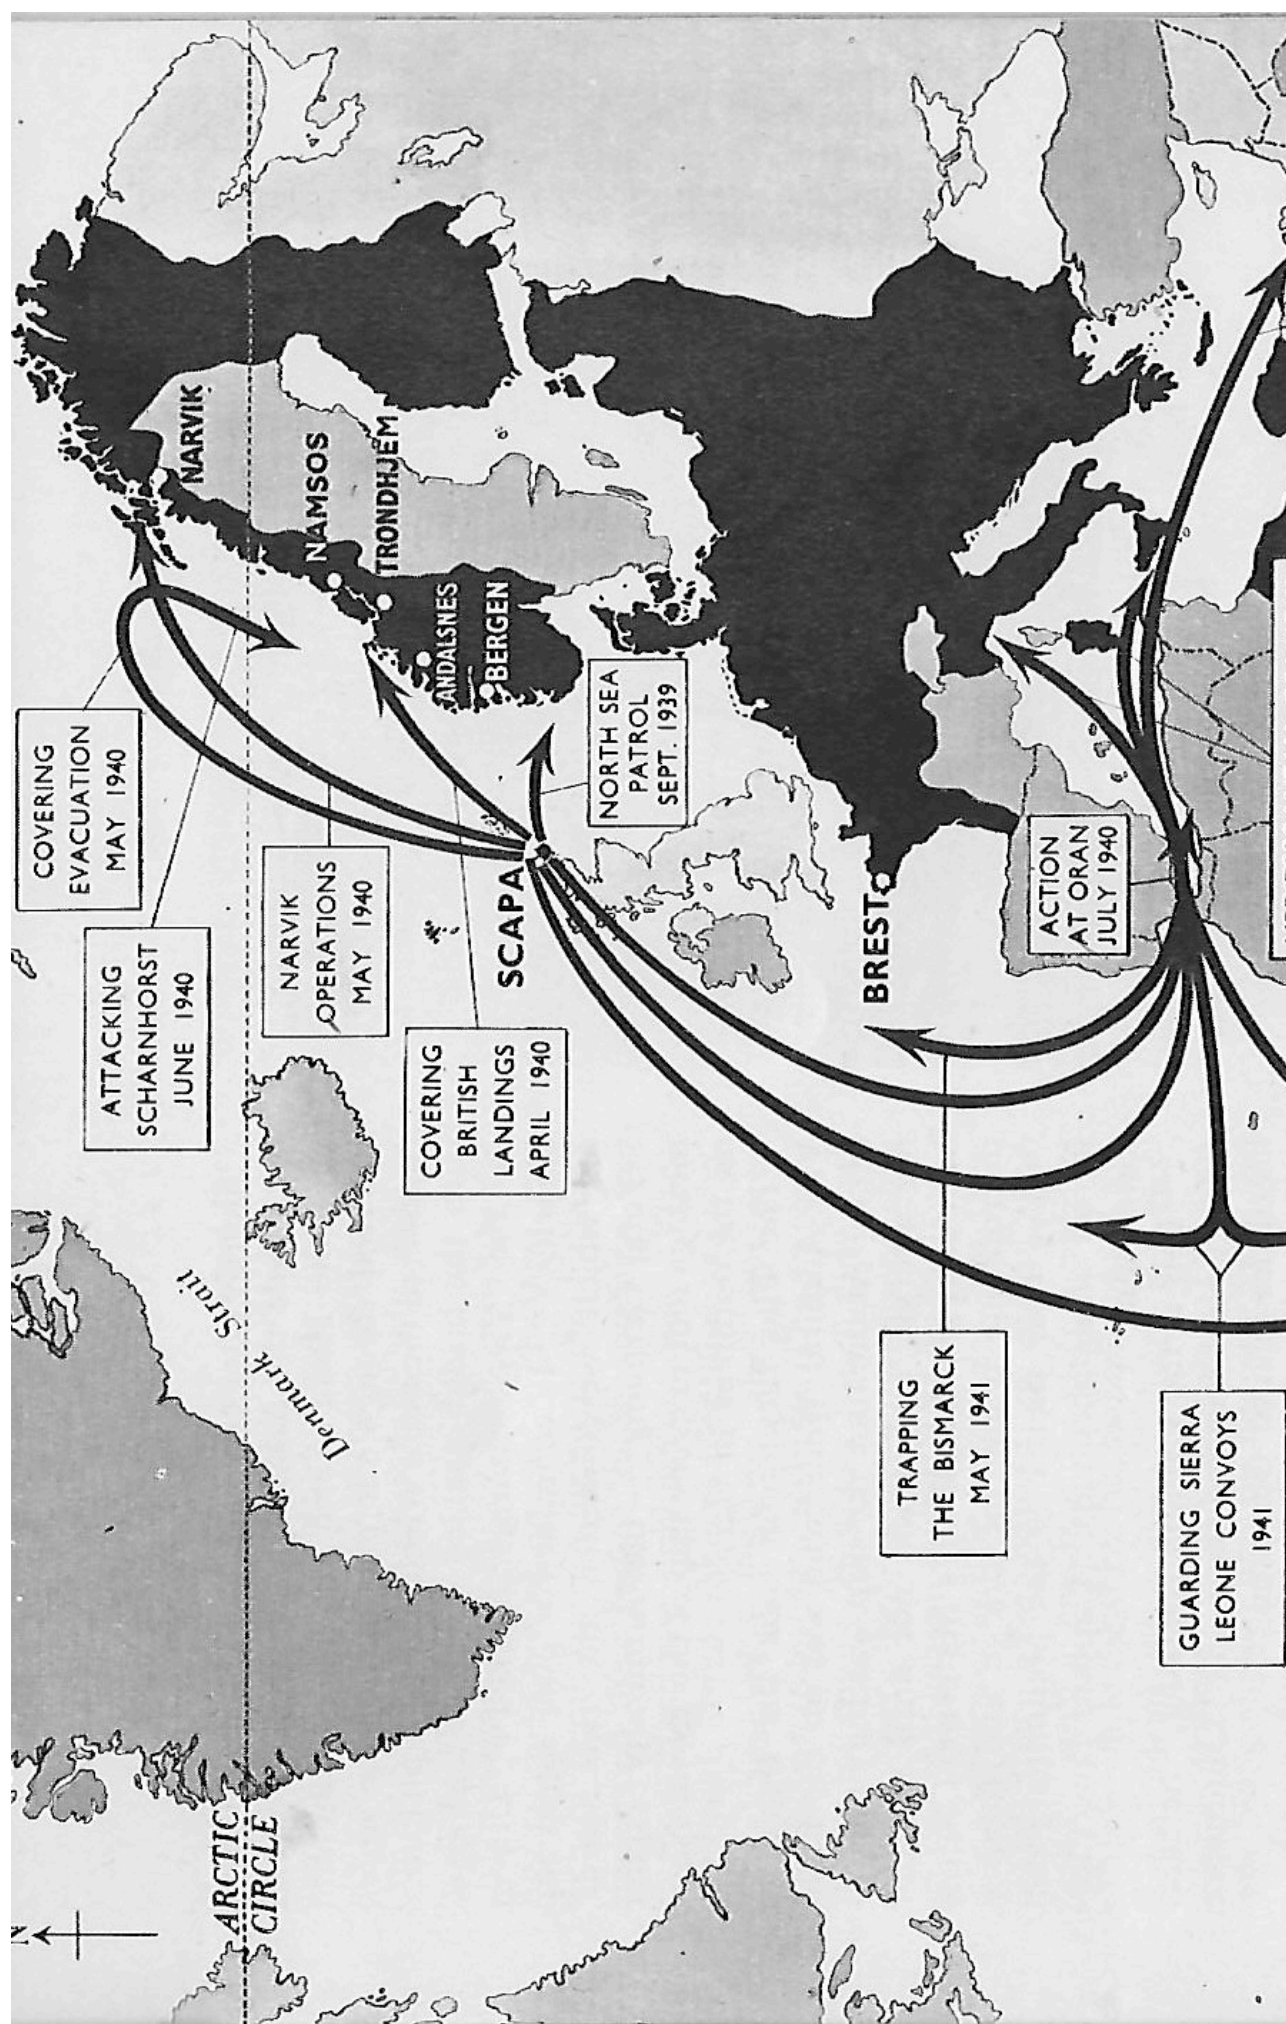 N
ARCTIC
CIRCLE
Denmark Strait
COVERING
EVACUATION
MAY 1940
ATTACKING
SCHARNHORST
JUNE 1940
NARVIK
OPERATIONS
MAY 1940
COVERING
BRITISH
LANDINGS
APRIL 1940
NARVIK
NAMSOS
TRONDHJEM
ANDALSNES
BERGEN
SCAPA
NORTH SEA
PATROL
SEPT. 1939
BREST
ACTION
AT ORAN
JULY 1940
TRAPPING
THE BISMARCK
MAY 1941
GUARDING SIERRA
LEONE CONVOYS
1941